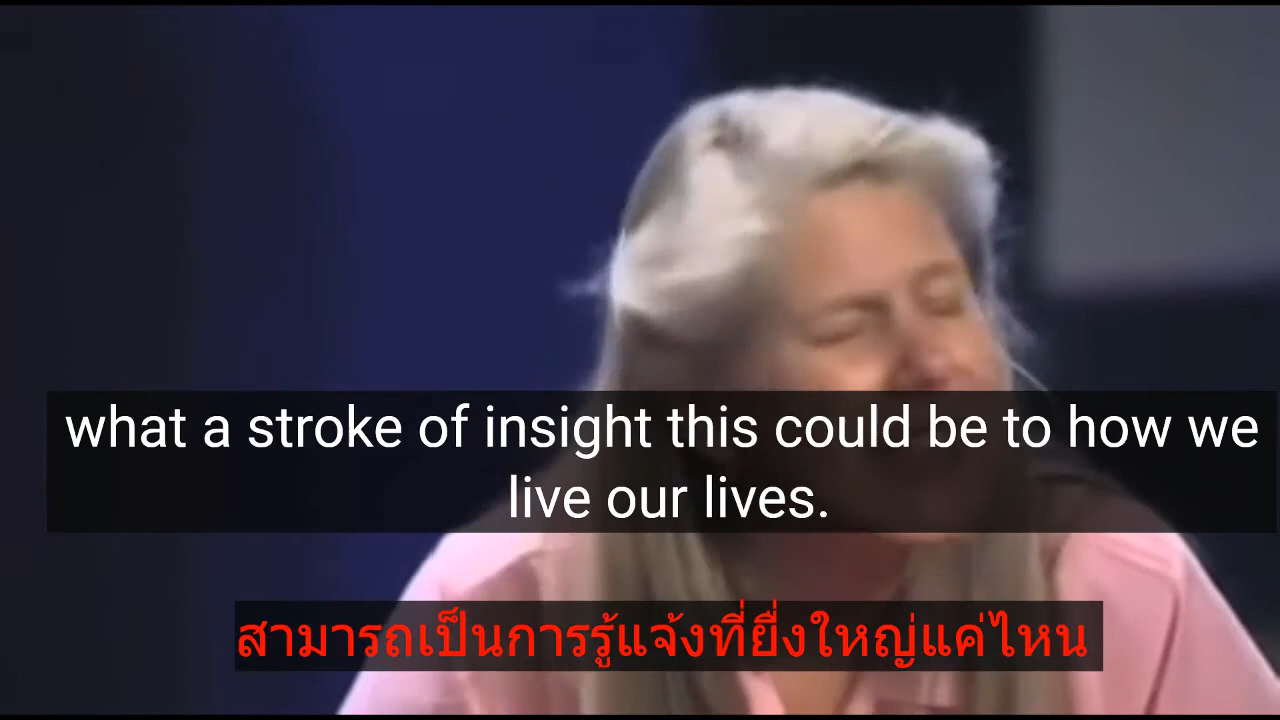 what a stroke of insight this could be to how we
live our lives.
สามารถเป็นการรู้แจ้งที่ยิ่งใหญ่แค่ไหน